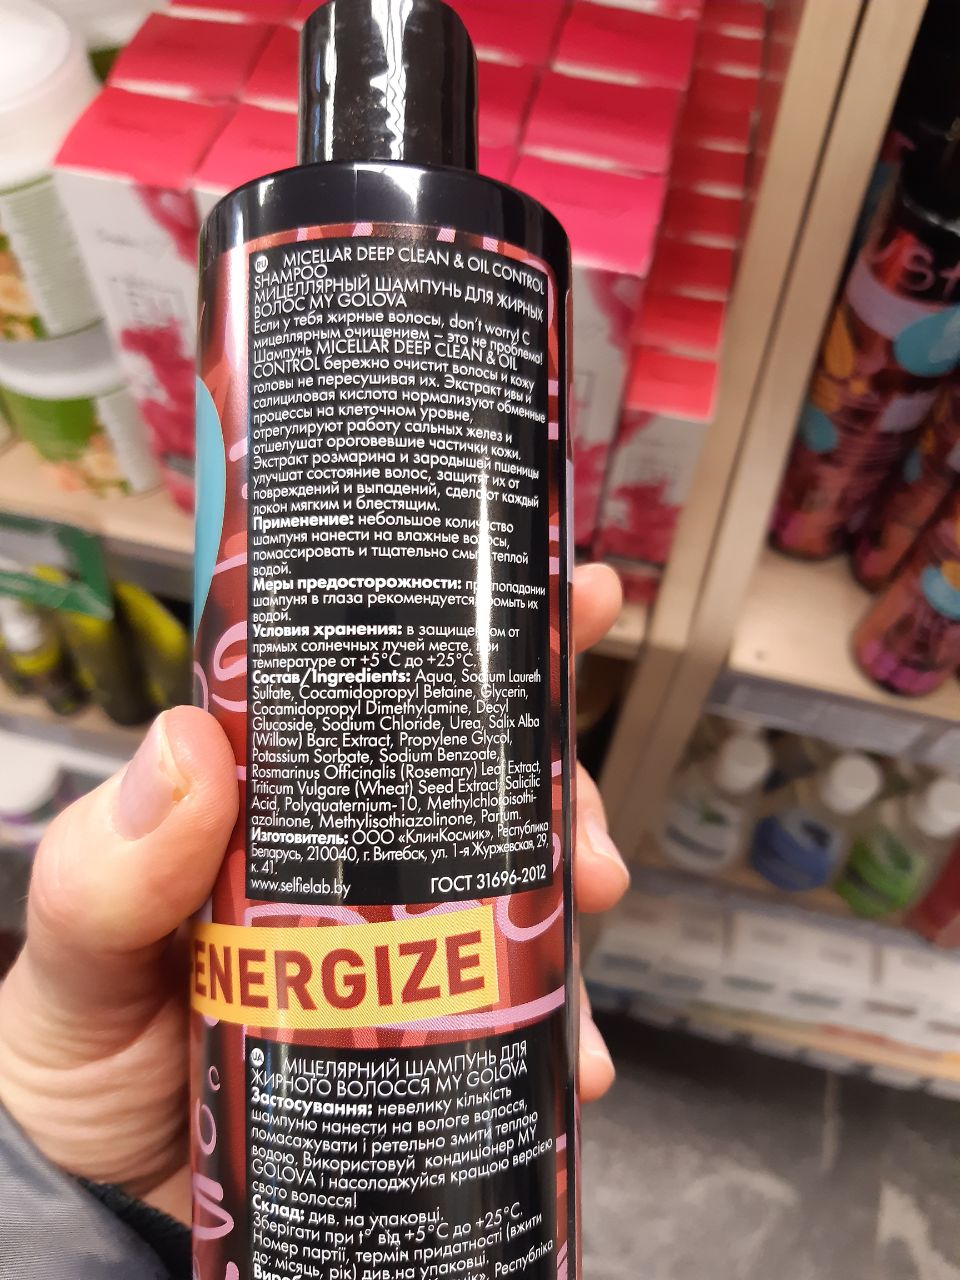 RU MICELLAR DEEP CLEAN & OIL CONTROL
SHAMPOO
МИЦЕЛЛЯРНЫЙ ШАМПУНЬ ДЛЯ ЖИРНЫХ
ВОЛОС MY GOLOVA
Если у тебя жирные волосы, don't worry! С
мицеллярным очищением – это не проблема!
Шампунь MICELLAR DEEP CLEAN & OIL
CONTROL бережно очистит волосы и кожу
головы не пересушивая их. Экстракт ивы и
салициловая кислота нормализуют обменные
процессы на клеточном уровне,
отрегулируют работу сальных желез и
отшелушат ороговевшие частички кожи.
Экстракт розмарина и зародышей пшеницы
улучшат состояние волос, защитят их от
повреждений и выпадений, сделают каждый
локон мягким и блестящим.
Применение: небольшое количество
шампуня нанести на влажные волосы,
помассировать и тщательно смыть теплой
водой.
Меры предосторожности: при попадании
шампуня в глаза рекомендуется промыть их
водой.
Условия хранения: в защищенном от
прямых солнечных лучей месте, при
температуре от +5°С до +25°С.
Состав/Ingredients: Aqua, Sodium Laureth
Sulfate, Cocamidopropyl Betaine, Glycerin,
Cocamidopropyl Dimethylamine, Decyl
Glucoside, Sodium Chloride, Urea, Salix Alba
(Willow) Barc Extract, Propylene Glycol,
Potassium Sorbate, Sodium Benzoate,
Rosmarinus Officinalis (Rosemary) Leaf Extract,
Triticum Vulgare (Wheat) Seed Extract, Salicilic
Acid, Polyquaternium-10, Methylchloroisothi-
azolinone, Methylisothiazolinone, Parfum.
Изготовитель: ООО «КлинКосмик», Республика
Беларусь, 210040, г. Витебск, ул. 1-я Журжевская, 29,
к. 41.
www.selfielab.by ГОСТ 31696-2012
ENERGIZE
UA МІЦЕЛЯРНИЙ ШАМПУНЬ ДЛЯ
ЖИРНОГО ВОЛОССЯ MY GOLOVA
Застосування: невелику кількість
шампуню нанести на вологе волосся,
помасажувати і ретельно змити теплою
водою. Використовуй кондиціонер MY
GOLOVA і насолоджуйся кращою версією
свого волосся!
Склад: див. на упаковці.
Зберігати при t° від +5°С до +25°С.
Номер партії, термін придатності (вжити
до: місяць, рік) див.на упаковці.
Республіка